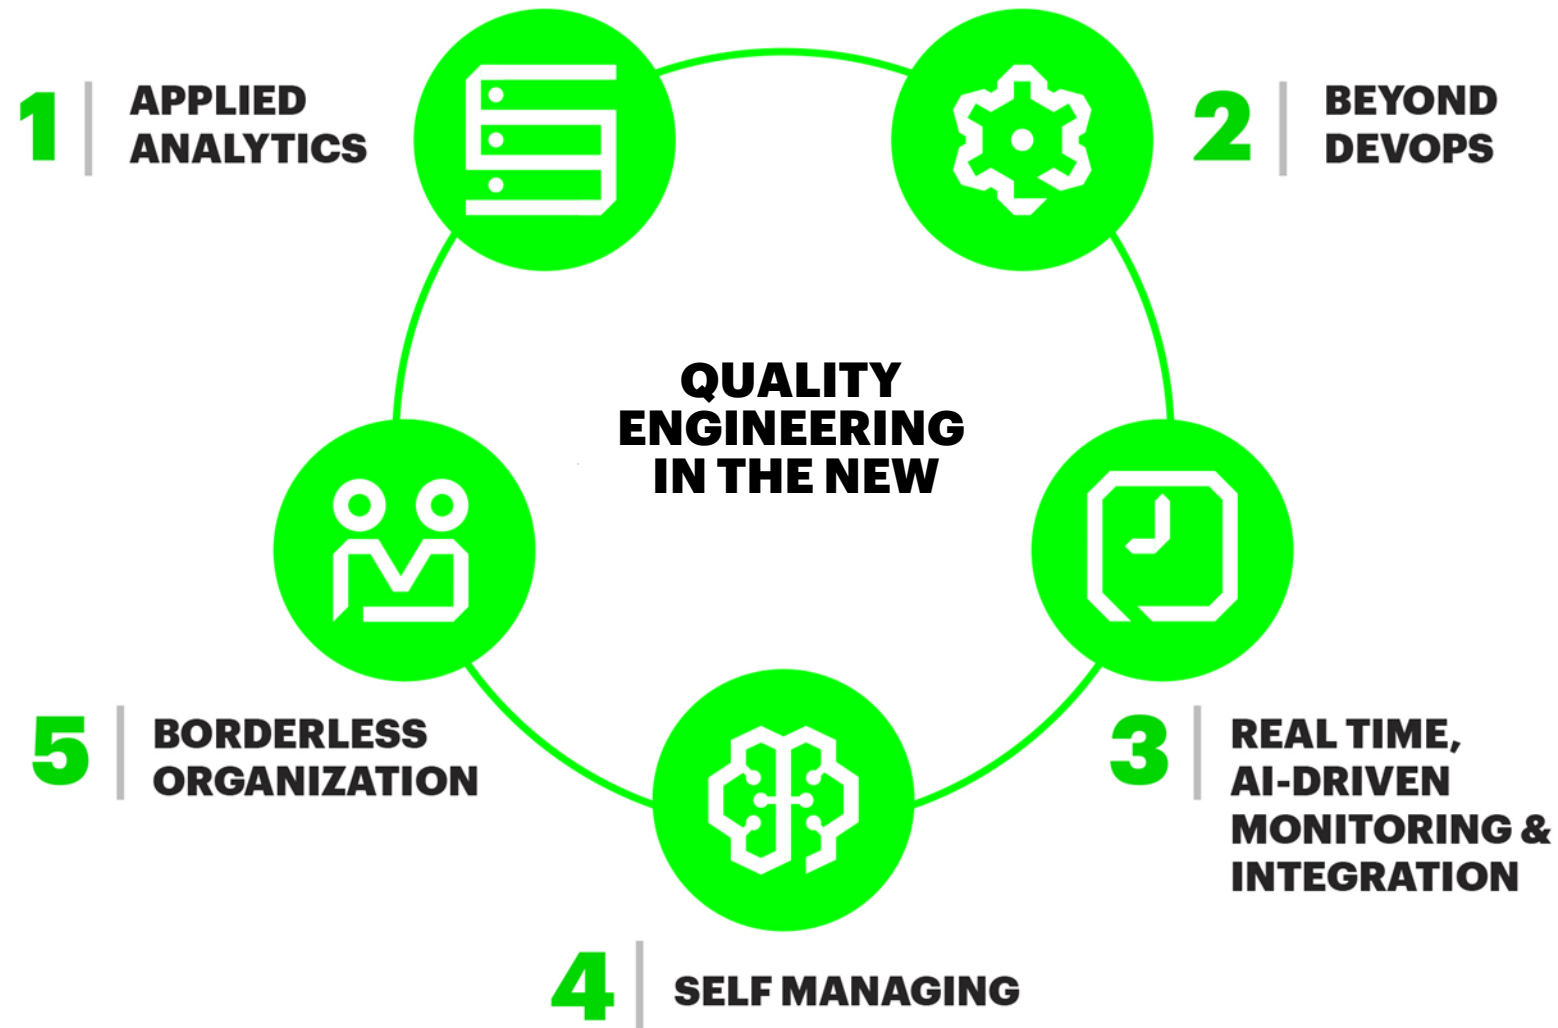 1
APPLIED
ANALYTICS
2
BEYOND
DEVOPS
QUALITY
ENGINEERING
IN THE NEW
3
REAL TIME,
AI-DRIVEN
MONITORING &
INTEGRATION
4
SELF MANAGING
5
BORDERLESS
ORGANIZATION